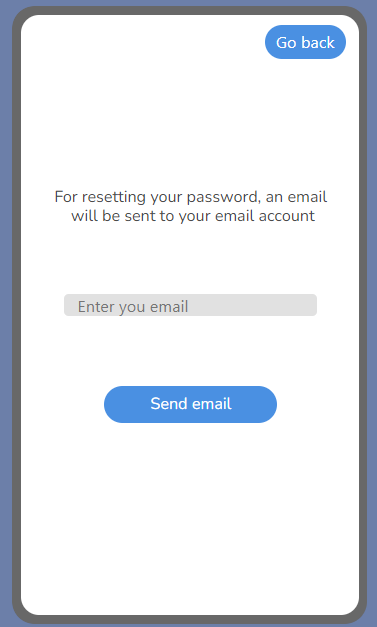 Go back
For resetting your password, an email
will be sent to your email account
Enter you email
Send email